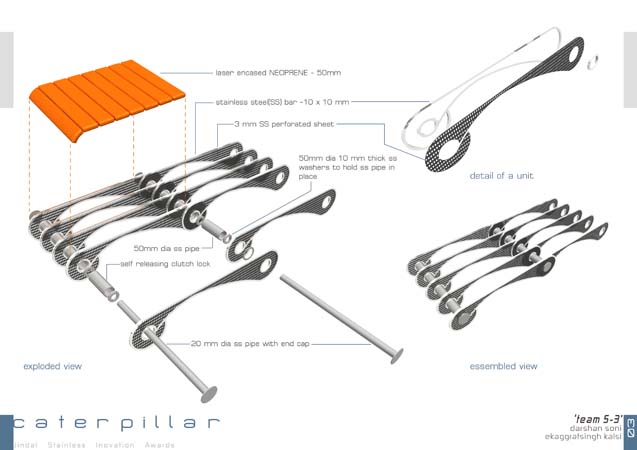 laser encased NEOPRENE - 50mm
stainless steel(SS) bar -10 x 10 mm
3 mm SS perforated sheet
50mm dia 10 mm thick ss
washers to hold ss pipe in
place
detail of a unit
50mm dia ss pipe
self releasing clutch lock
20 mm dia ss pipe with end cap
exploded view
essembled view
caterpillar
Jindal Stainless Inovation Awards
'team 5-3'
darshan soni
ekaggratsingh kalsi
03